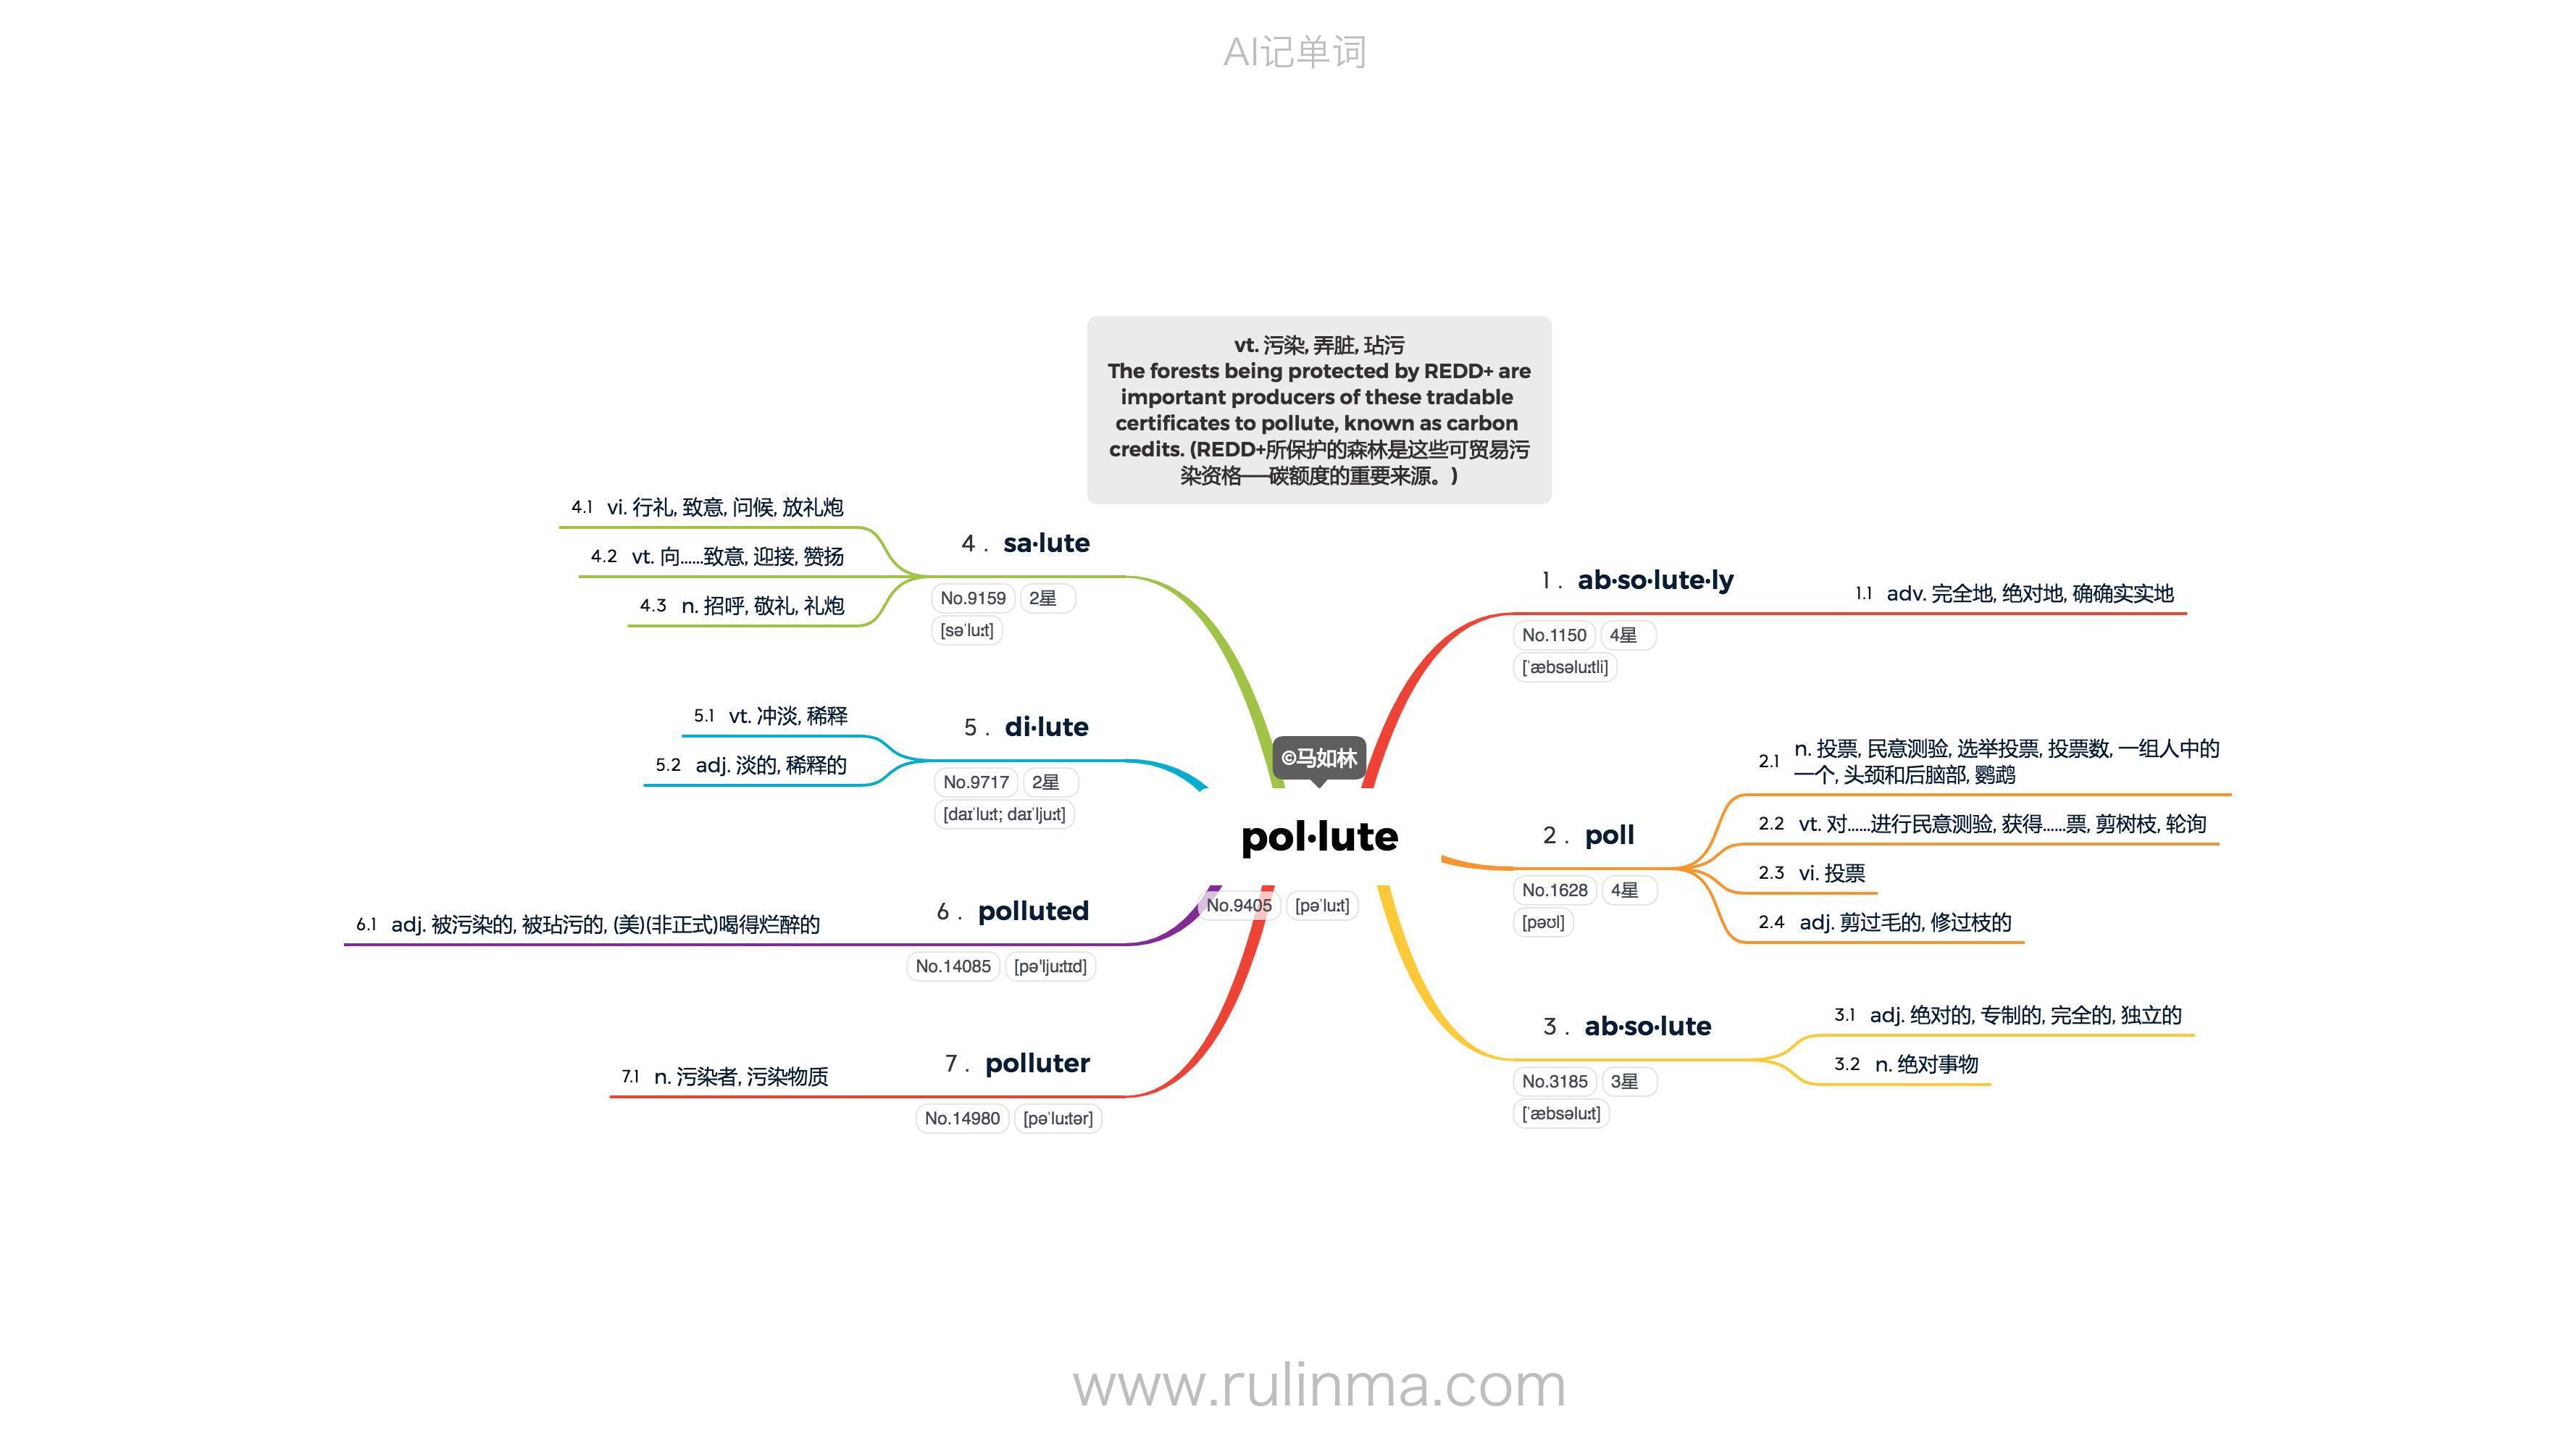 AI记单词
vt. 污染, 弄脏, 玷污
The forests being protected by REDD+ are
important producers of these tradable
certificates to pollute, known as carbon
credits. (REDD+所保护的森林是这些可贸易污
染资格──碳额度的重要来源。)
©马如林
pol·lute
No.9405 [pəˈluːt]
1 . ab·so·lute·ly
No.1150 4星
[ˈæbsəluːtli]
1.1 adv. 完全地, 绝对地, 确确实实地
2 . poll
No.1628 4星
[pəʊl]
2.1 n. 投票, 民意测验, 选举投票, 投票数, 一组人中的
一个, 头颈和后脑部, 鹦鹉
2.2 vt. 对……进行民意测验, 获得……票, 剪树枝, 轮询
2.3 vi. 投票
2.4 adj. 剪过毛的, 修过枝的
3 . ab·so·lute
No.3185 3星
[ˈæbsəluːt]
3.1 adj. 绝对的, 专制的, 完全的, 独立的
3.2 n. 绝对事物
4 . sa·lute
No.9159 2星
[səˈluːt]
4.1 vi. 行礼, 致意, 问候, 放礼炮
4.2 vt. 向……致意, 迎接, 赞扬
4.3 n. 招呼, 敬礼, 礼炮
5 . di·lute
No.9717 2星
[daɪˈluːt; daɪˈljuːt]
5.1 vt. 冲淡, 稀释
5.2 adj. 淡的, 稀释的
6 . polluted
No.14085 [pə'ljuːtɪd]
6.1 adj. 被污染的, 被玷污的, (美)(非正式)喝得烂醉的
7 . polluter
No.14980 [pəˈluːtər]
7.1 n. 污染者, 污染物质
www.rulinma.com